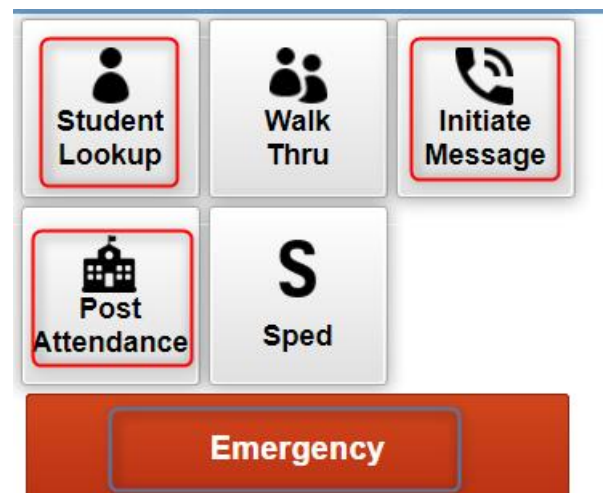 Student
Lookup
Walk
Thru
Initiate
Message
Post
Attendance
S
Sped
Emergency